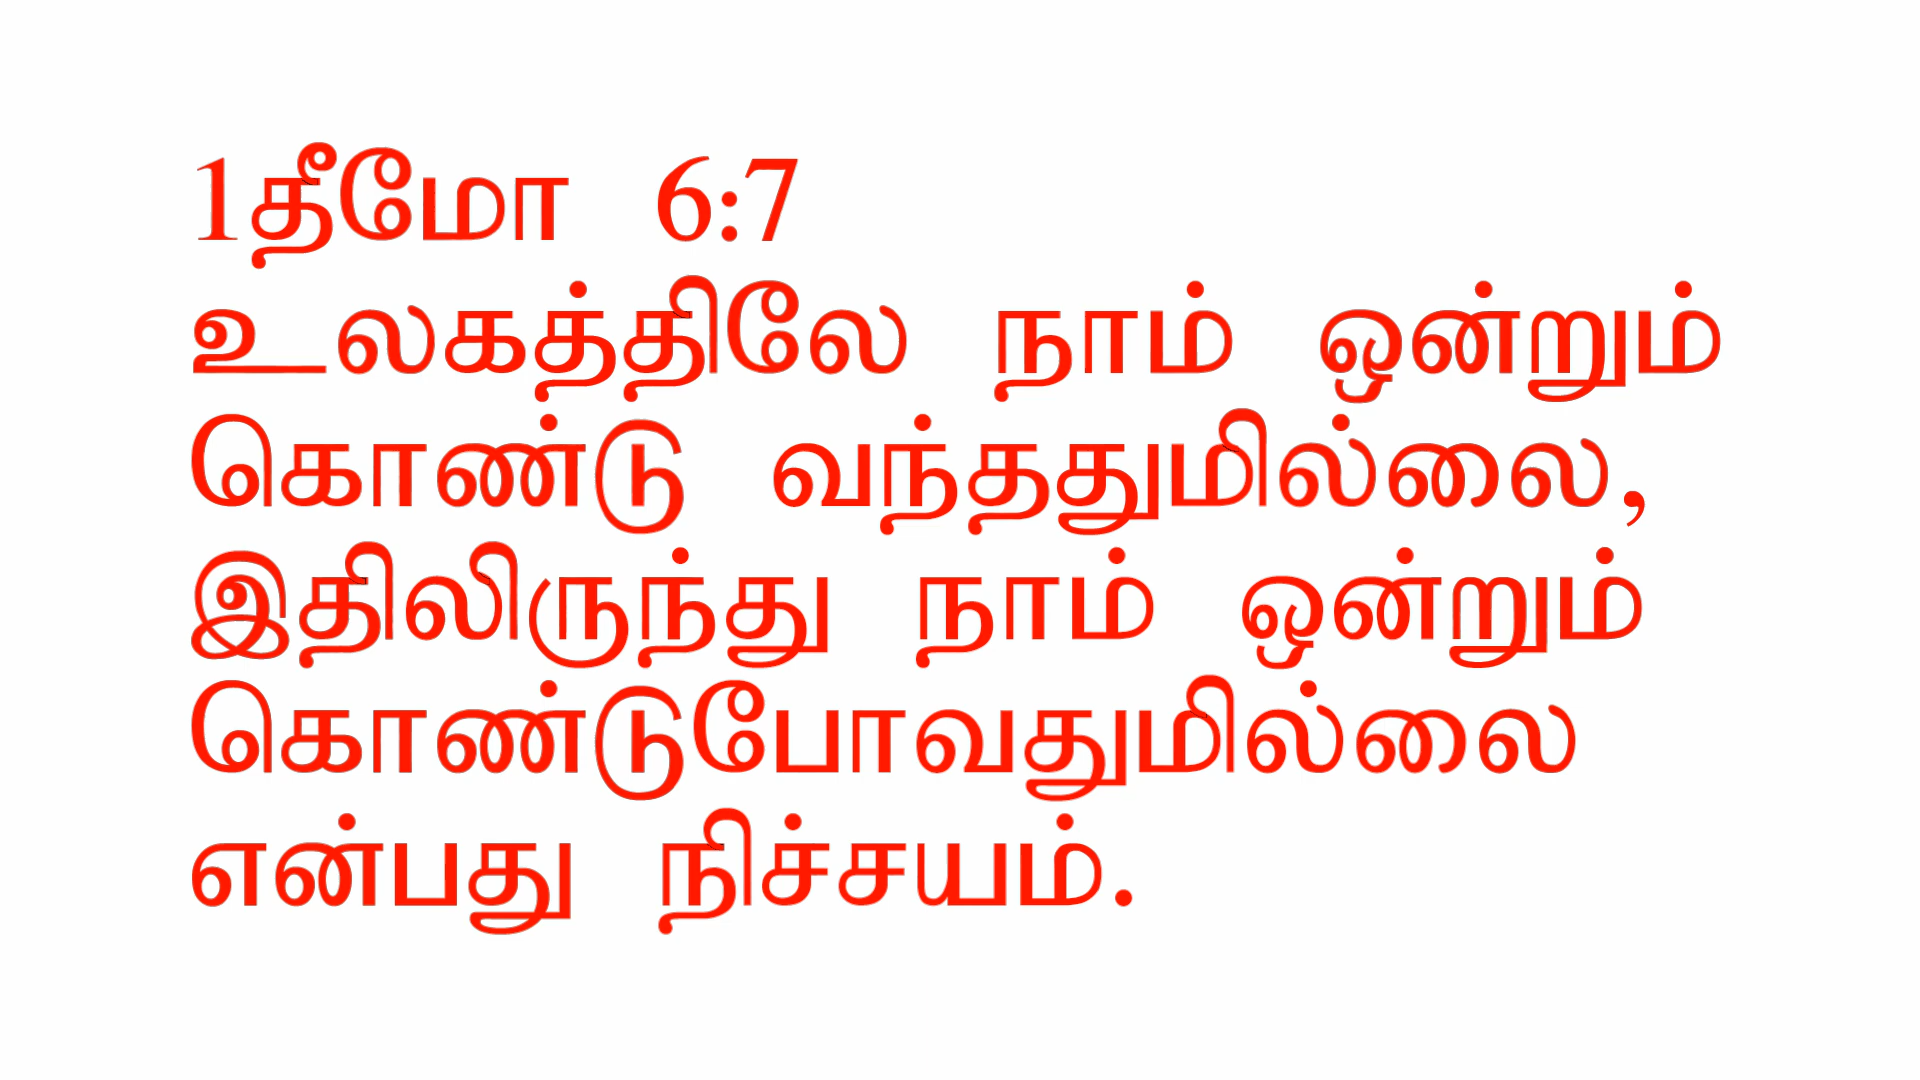 1தீமோ 6:7
உலகத்திலே நாம் ஒன்றும்
கொண்டு வந்ததுமில்லை,
இதிலிருந்து நாம் ஒன்றும்
கொண்டுபோவதுமில்லை
என்பது நிச்சயம்.